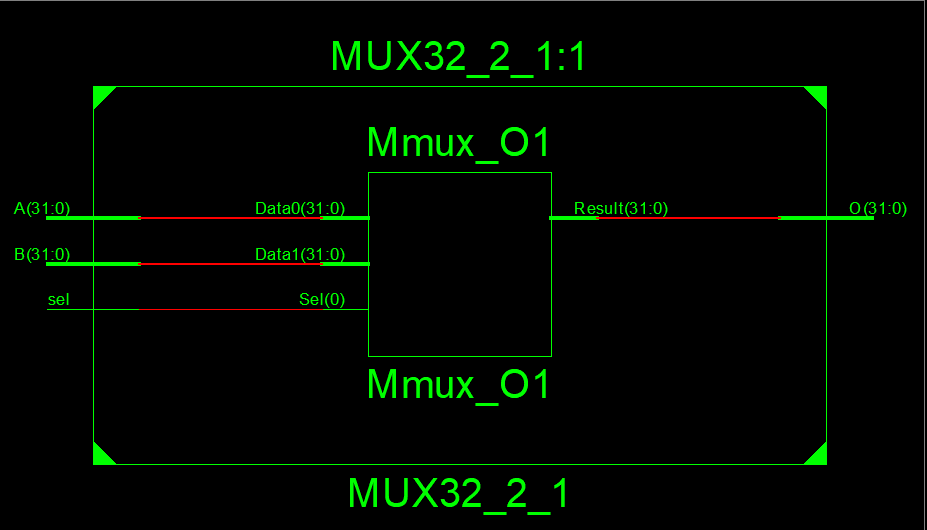 MUX32_2_1:1
Mmux_O1
A(31:0) Data0(31:0) Result(31:0) O(31:0)
B(31:0) Data1(31:0)
sel Sel(0)
Mmux_O1
MUX32_2_1